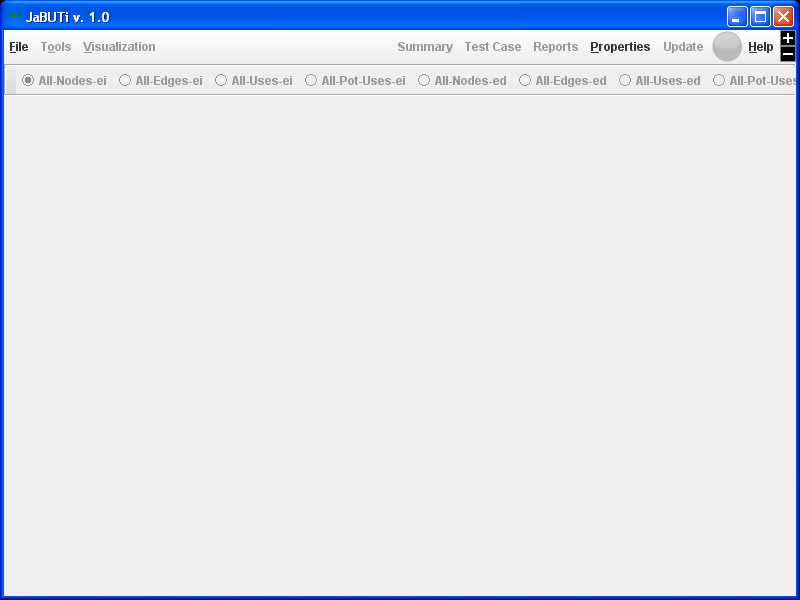 JaBUTi v. 1.0
File Tools Visualization Summary Test Case Reports Properties Update Help
All-Nodes-ei All-Edges-ei All-Uses-ei All-Pot-Uses-ei All-Nodes-ed All-Edges-ed All-Uses-ed All-Pot-Uses